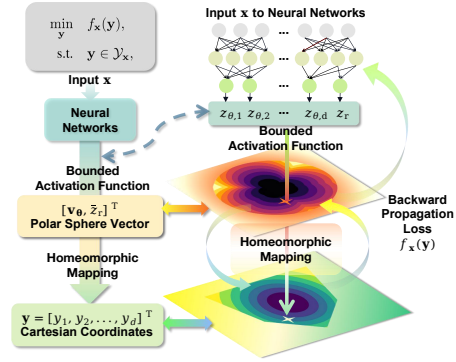 min f_x(y),
y
s.t. y ∈ 𝒴_x,
Input x
Neural
Networks
Bounded
Activation Function
[v_θ, z̄_r]^T
Polar Sphere Vector
Homeomorphic
Mapping
y = [y_1, y_2, . . . , y_d]^T
Cartesian Coordinates
Input x to Neural Networks
...
...
z_θ,1 z_θ,2 ... z_θ,d z_r
Bounded
Activation Function
Homeomorphic
Mapping
Backward
Propagation
Loss
f_x(y)